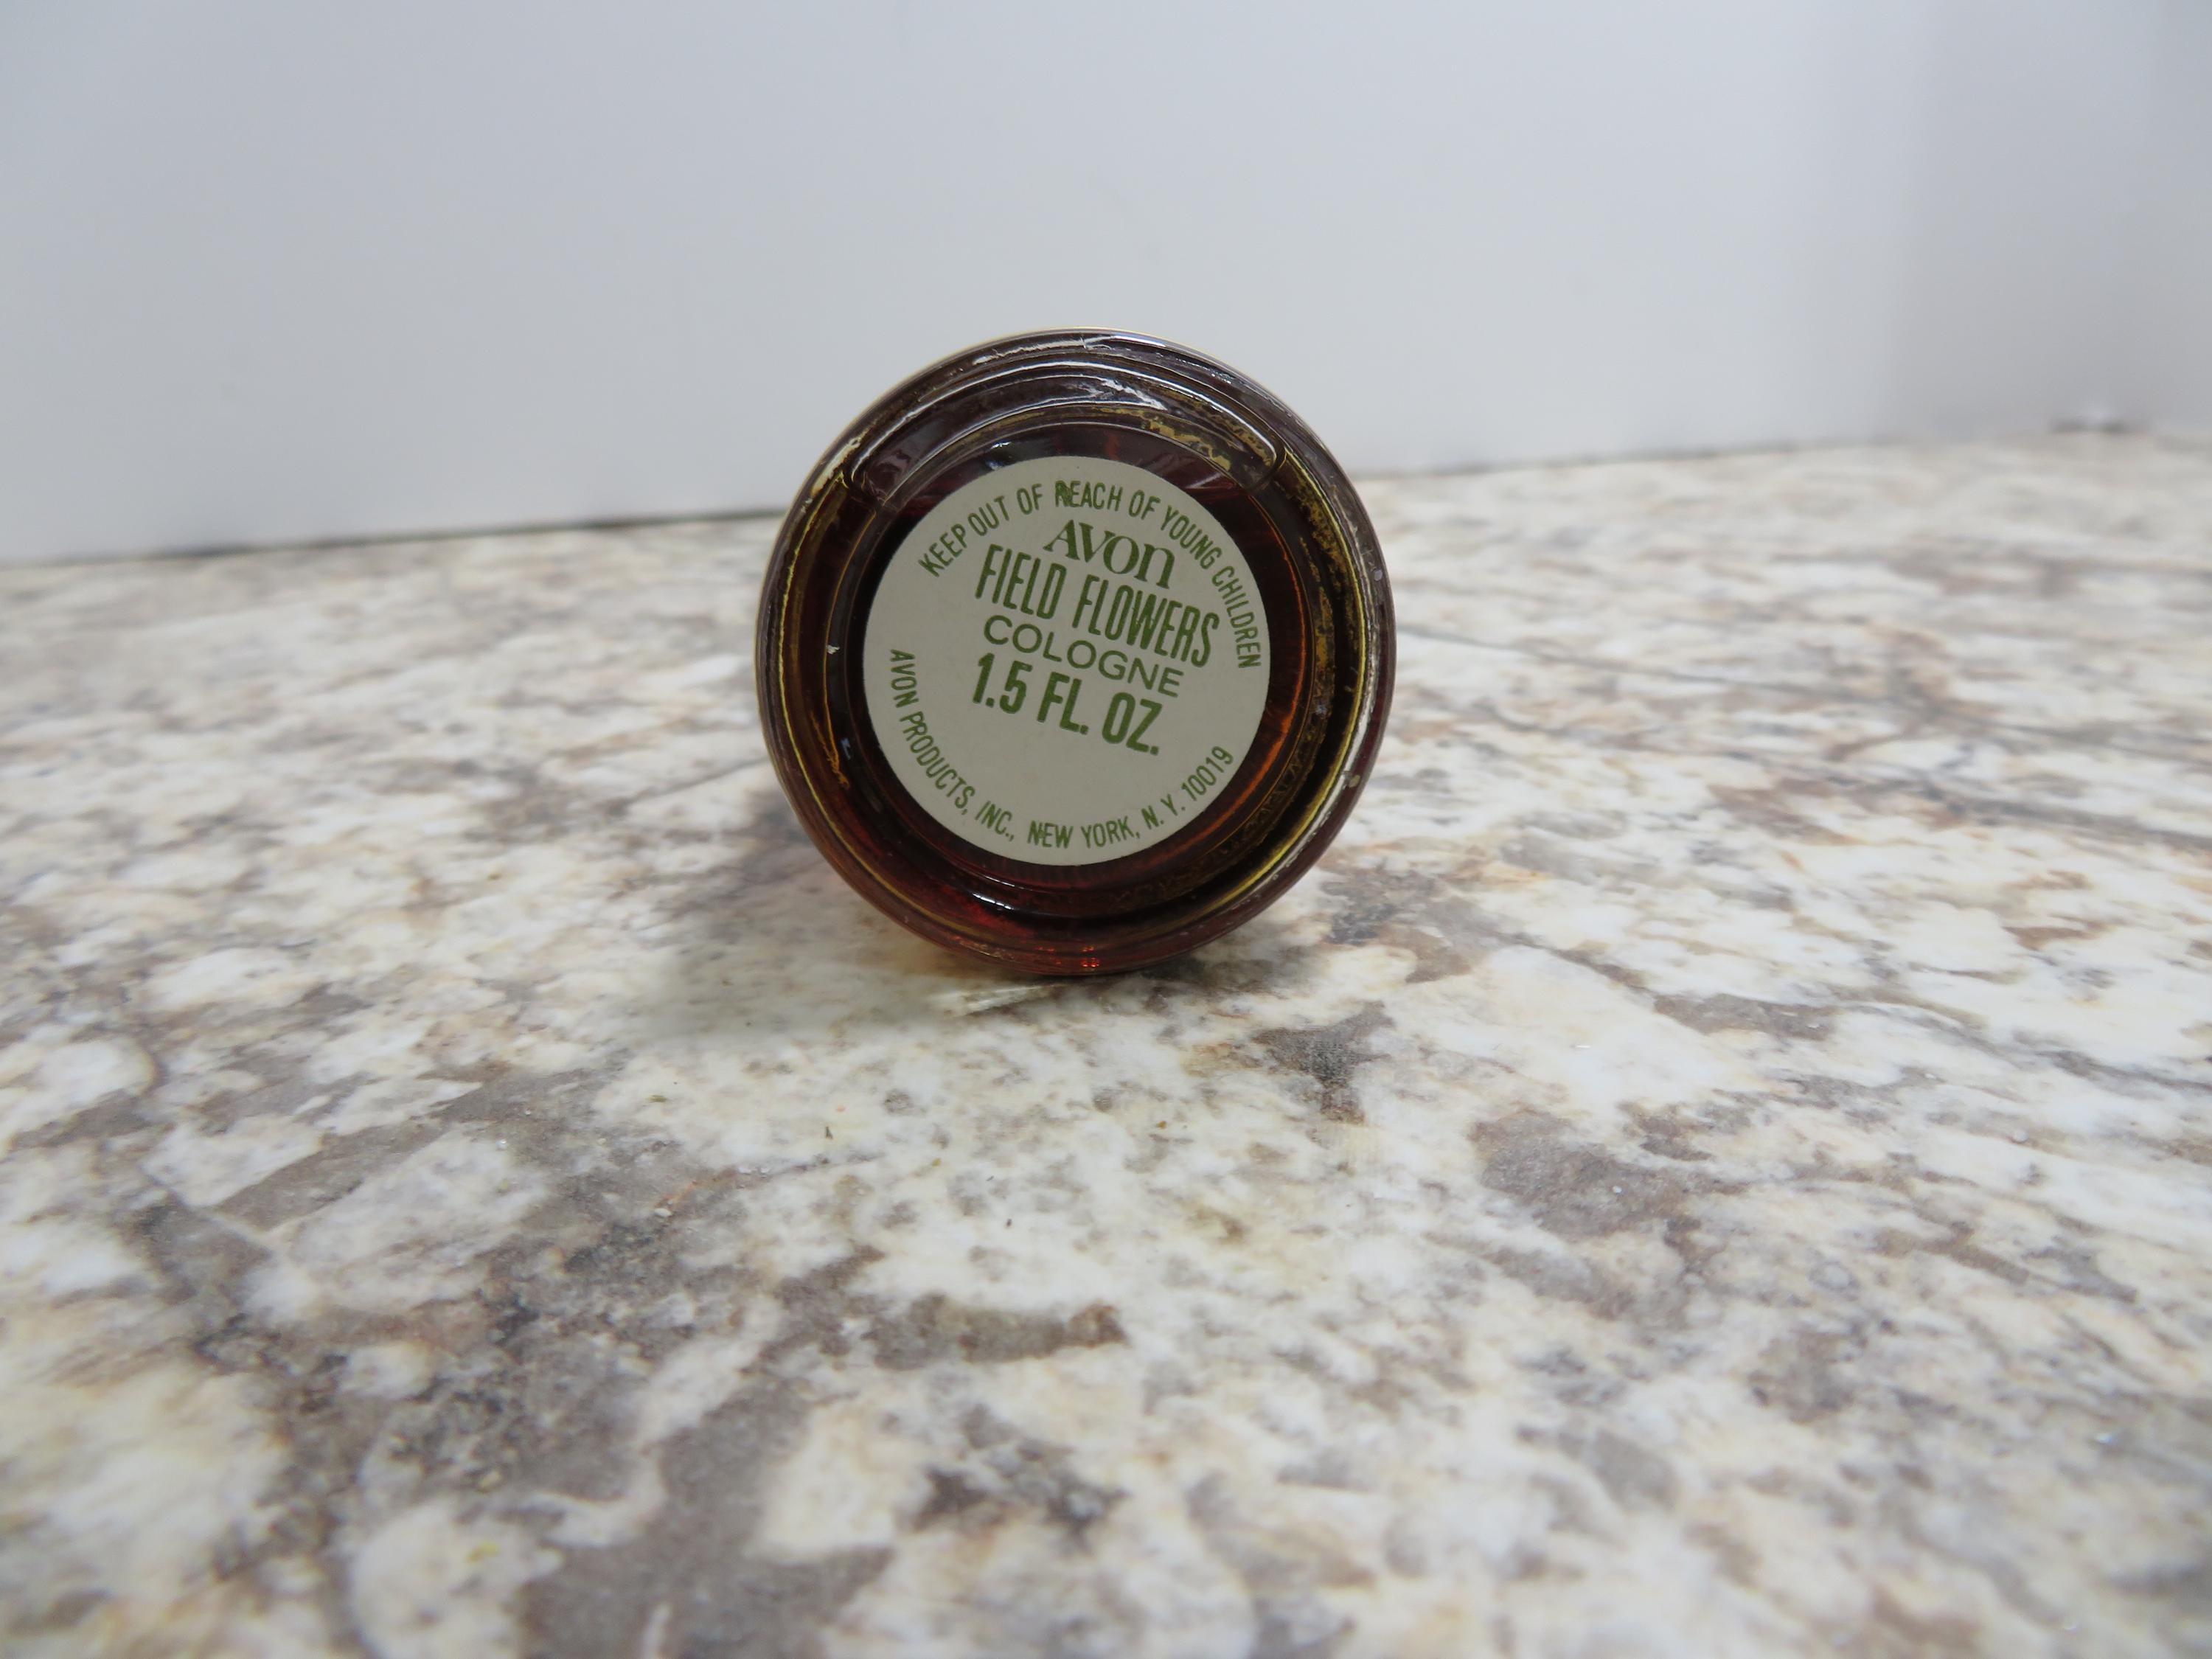 KEEP OUT OF REACH OF YOUNG CHILDREN
AVON
FIELD FLOWERS
COLOGNE
1.5 FL. OZ.
AVON PRODUCTS, INC., NEW YORK, N.Y. 10019